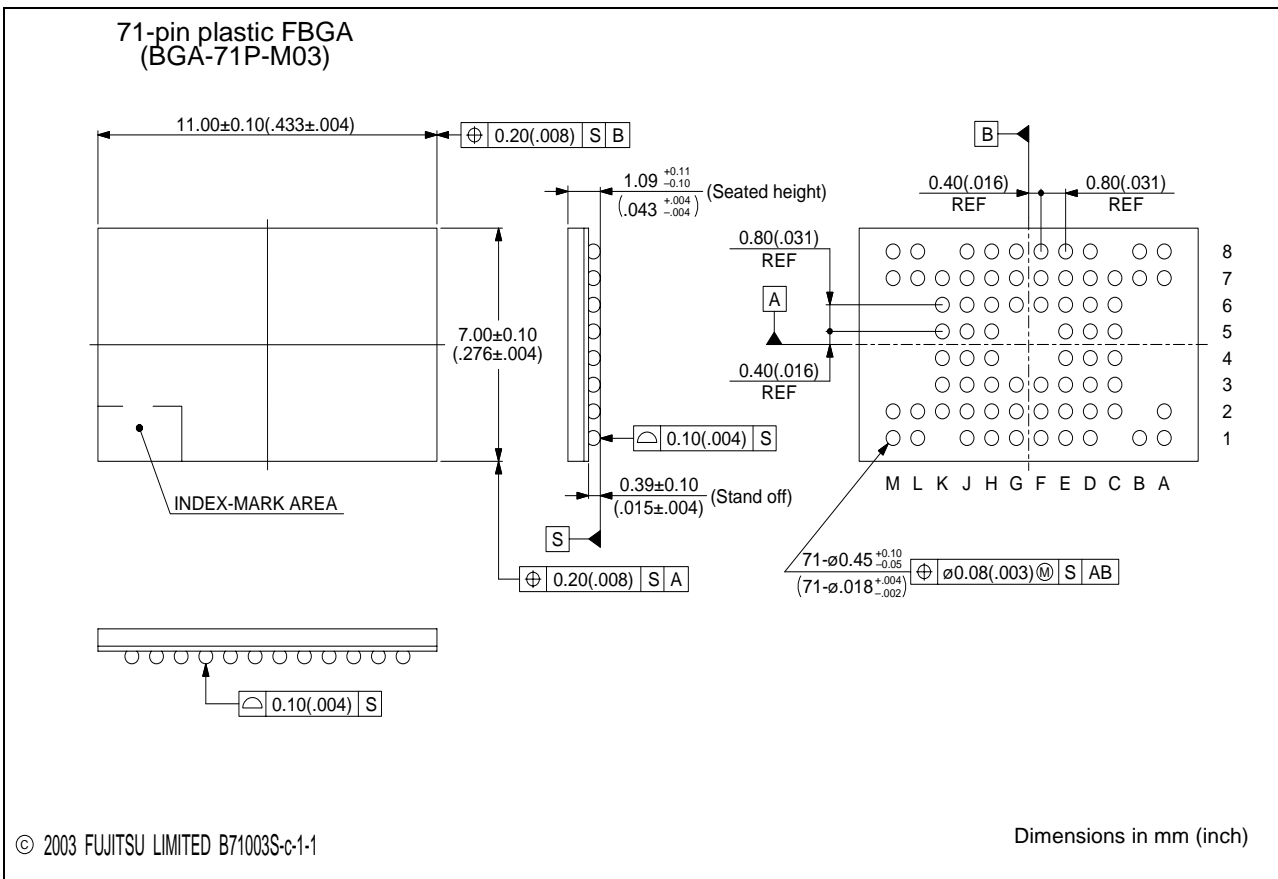 71-pin plastic FBGA
(BGA-71P-M03)
11.00±0.10(.433±.004)
⌖ 0.20(.008) S B
1.09 +0.11 −0.10 (Seated height)
(.043 +.004 −.004)
B
0.40(.016)
REF
0.80(.031)
REF
0.80(.031)
REF
A
0.40(.016)
REF
8
7
6
5
4
3
2
1
M L K J H G F E D C B A
7.00±0.10
(.276±.004)
INDEX-MARK AREA
⌓ 0.10(.004) S
0.39±0.10 (Stand off)
(.015±.004)
S
⌖ 0.20(.008) S A
71-ø0.45 +0.10 −0.05
(71-ø.018 +.004 −.002)
⌖ ø0.08(.003) Ⓜ S AB
⌓ 0.10(.004) S
© 2003 FUJITSU LIMITED B71003S-c-1-1
Dimensions in mm (inch)